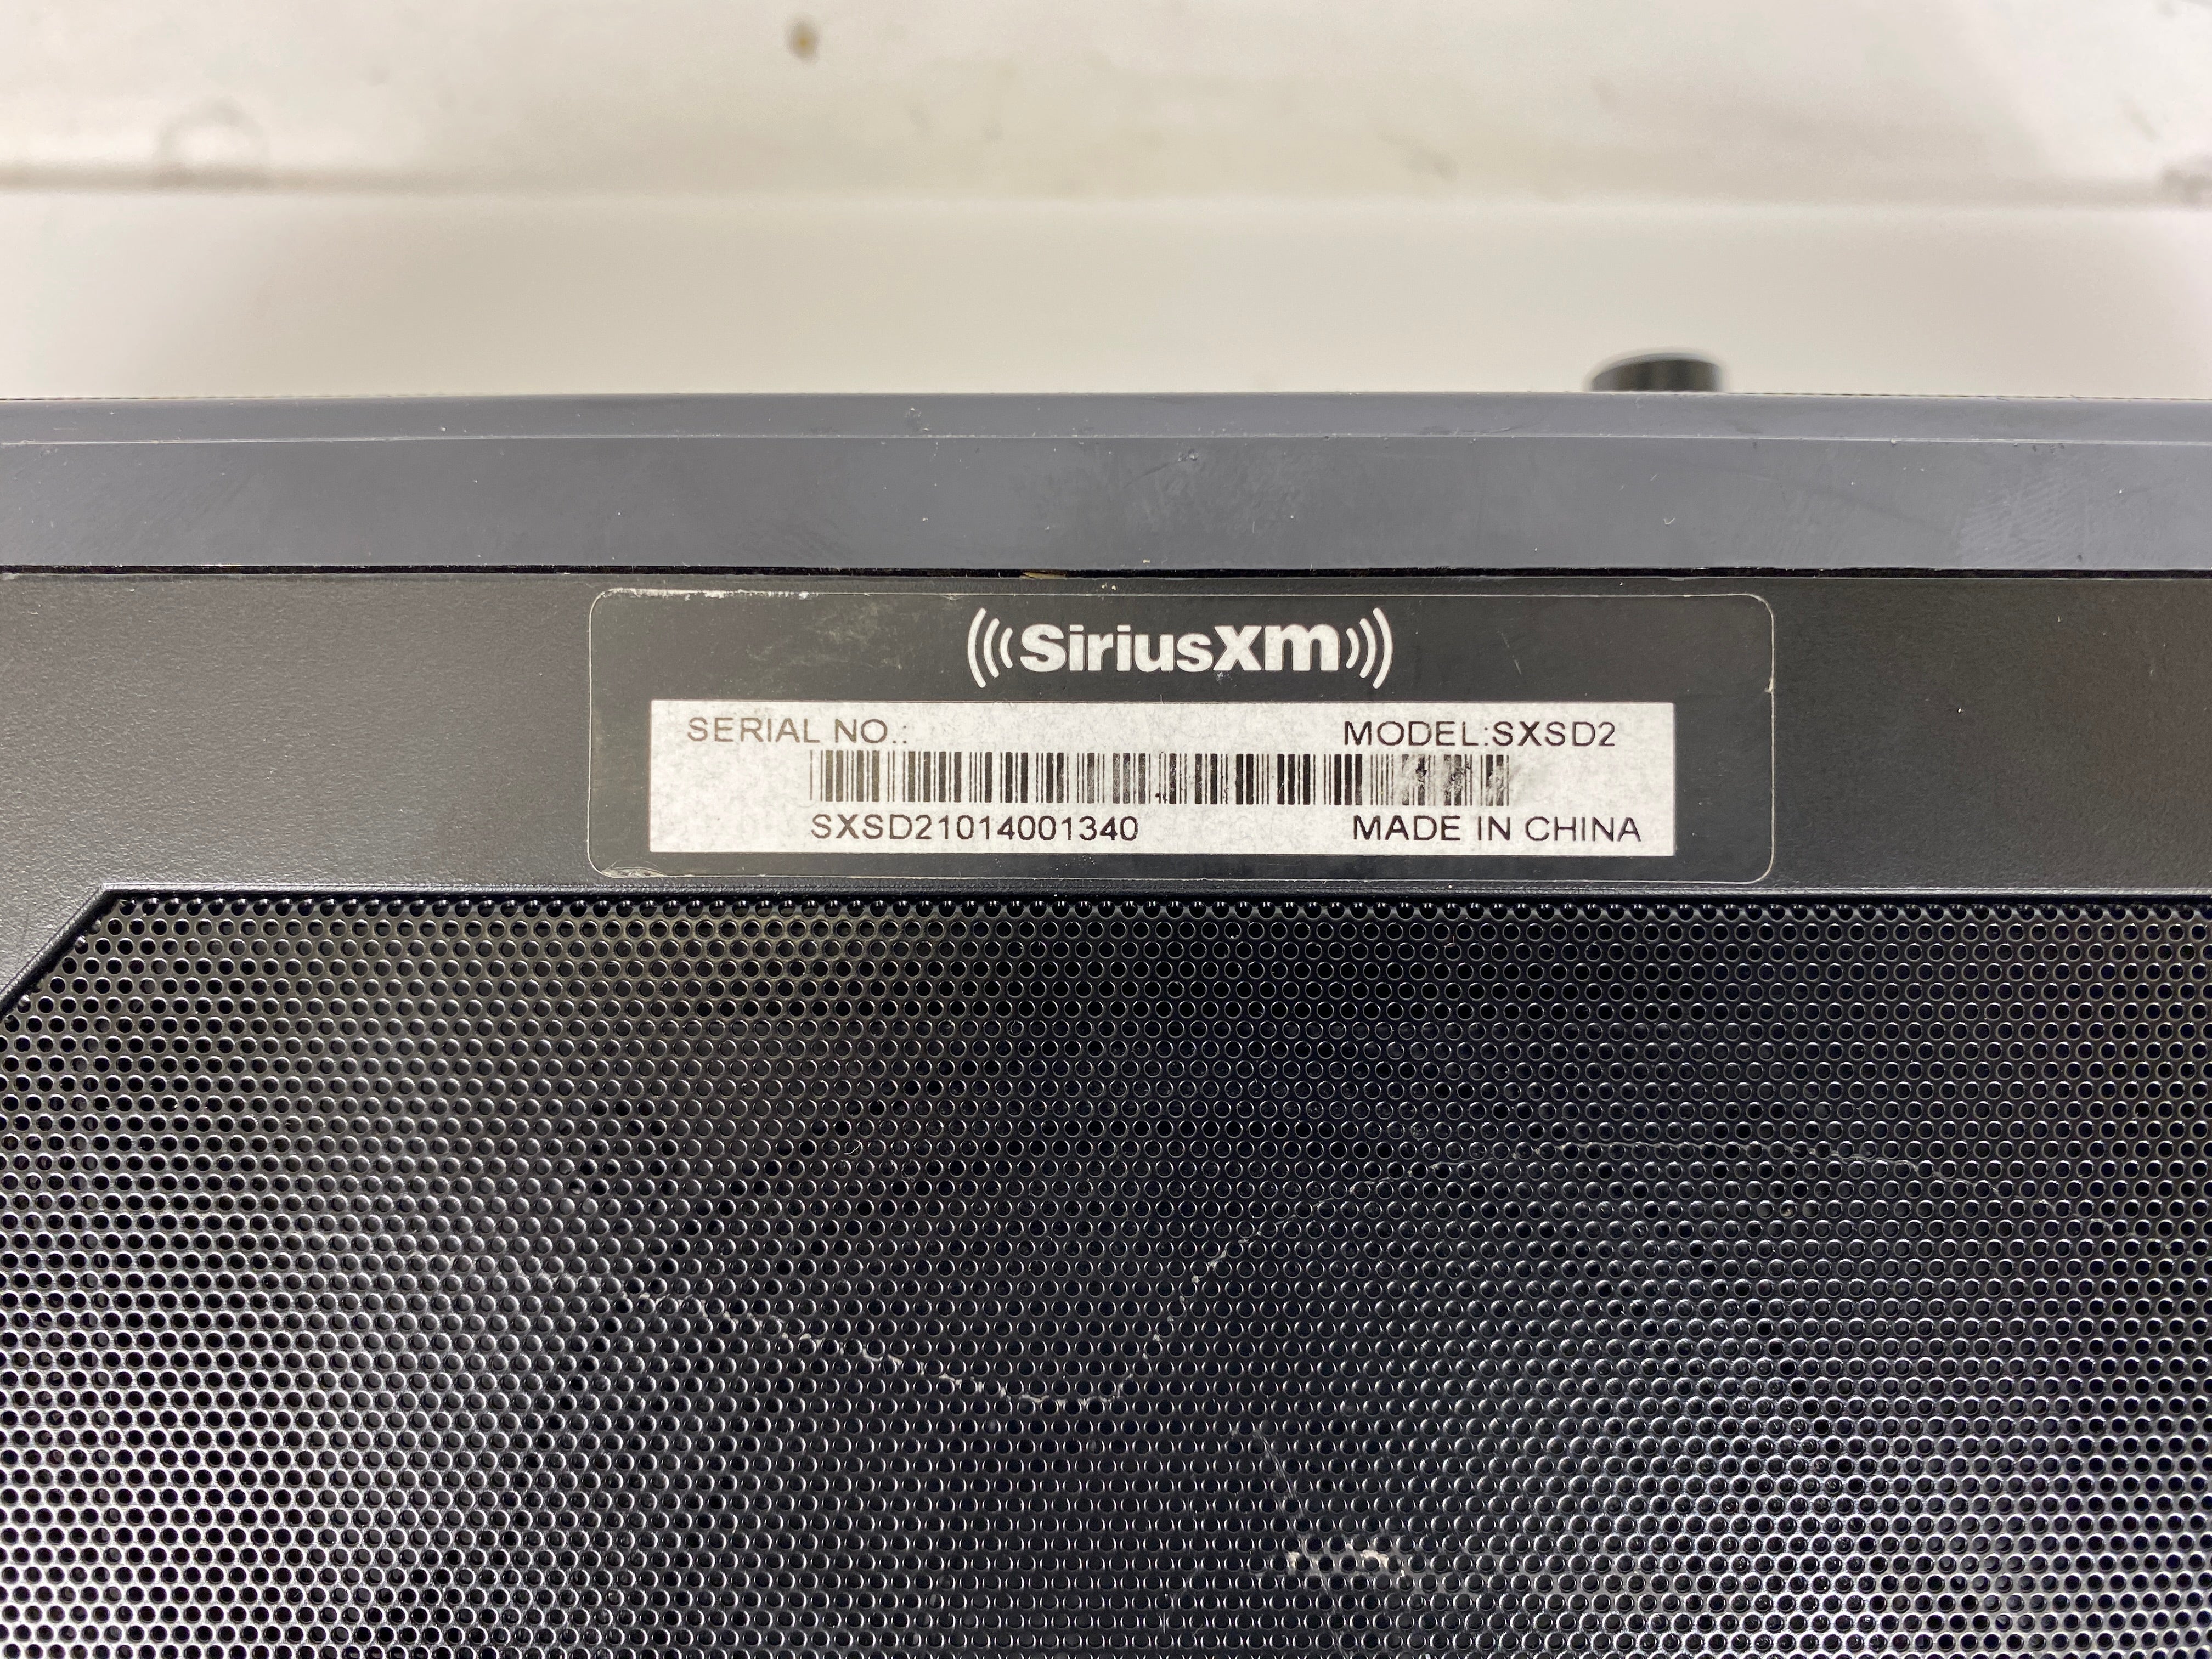 SiriusXm
SERIAL NO.: MODEL:SXSD2
SXSD21014001340 MADE IN CHINA